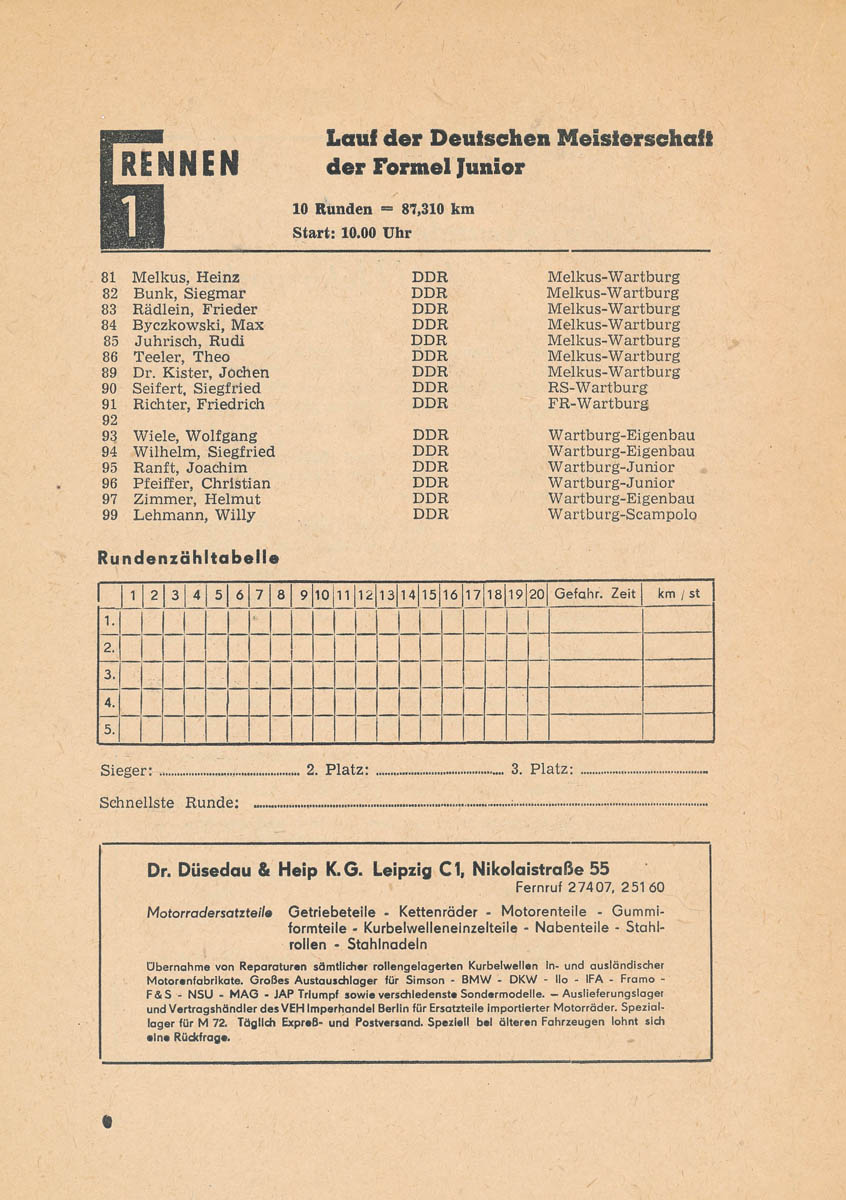 RENNEN
1
Lauf der Deutschen Meisterschaft
der Formel Junior
10 Runden = 87,310 km
Start: 10.00 Uhr
81 Melkus, Heinz DDR Melkus-Wartburg
82 Bunk, Siegmar DDR Melkus-Wartburg
83 Rädlein, Frieder DDR Melkus-Wartburg
84 Byczkowski, Max DDR Melkus-Wartburg
85 Juhrisch, Rudi DDR Melkus-Wartburg
86 Teeler, Theo DDR Melkus-Wartburg
89 Dr. Kister, Jochen DDR Melkus-Wartburg
90 Seifert, Siegfried DDR RS-Wartburg
91 Richter, Friedrich DDR FR-Wartburg
92
93 Wiele, Wolfgang DDR Wartburg-Eigenbau
94 Wilhelm, Siegfried DDR Wartburg-Eigenbau
95 Ranft, Joachim DDR Wartburg-Junior
96 Pfeiffer, Christian DDR Wartburg-Junior
97 Zimmer, Helmut DDR Wartburg-Eigenbau
99 Lehmann, Willy DDR Wartburg-Scampolo
Rundenzähltabelle
1 2 3 4 5 6 7 8 9 10 11 12 13 14 15 16 17 18 19 20 Gefahr. Zeit km / st
1.
2.
3.
4.
5.
Sieger: 2. Platz: 3. Platz:
Schnellste Runde:
Dr. Düsedau & Heip K.G. Leipzig C1, Nikolaistraße 55
Fernruf 27407, 25160
Motorradersatzteile Getriebeteile - Kettenräder - Motorenteile - Gummi-
formteile - Kurbelwelleneinzelteile - Nabenteile - Stahl-
rollen - Stahlnadeln
Übernahme von Reparaturen sämtlicher rollengelagerten Kurbelwellen in- und ausländischer
Motorenfabrikate. Großes Austauschlager für Simson - BMW - DKW - Ilo - IFA - Framo -
F&S - NSU - MAG - JAP Triumpf sowie verschiedenste Sondermodelle. — Auslieferungslager
und Vertragshändler des VEH Imperhandel Berlin für Ersatzteile importierter Motorräder. Spezial-
lager für M 72. Täglich Expreß- und Postversand. Speziell bei älteren Fahrzeugen lohnt sich
eine Rückfrage.